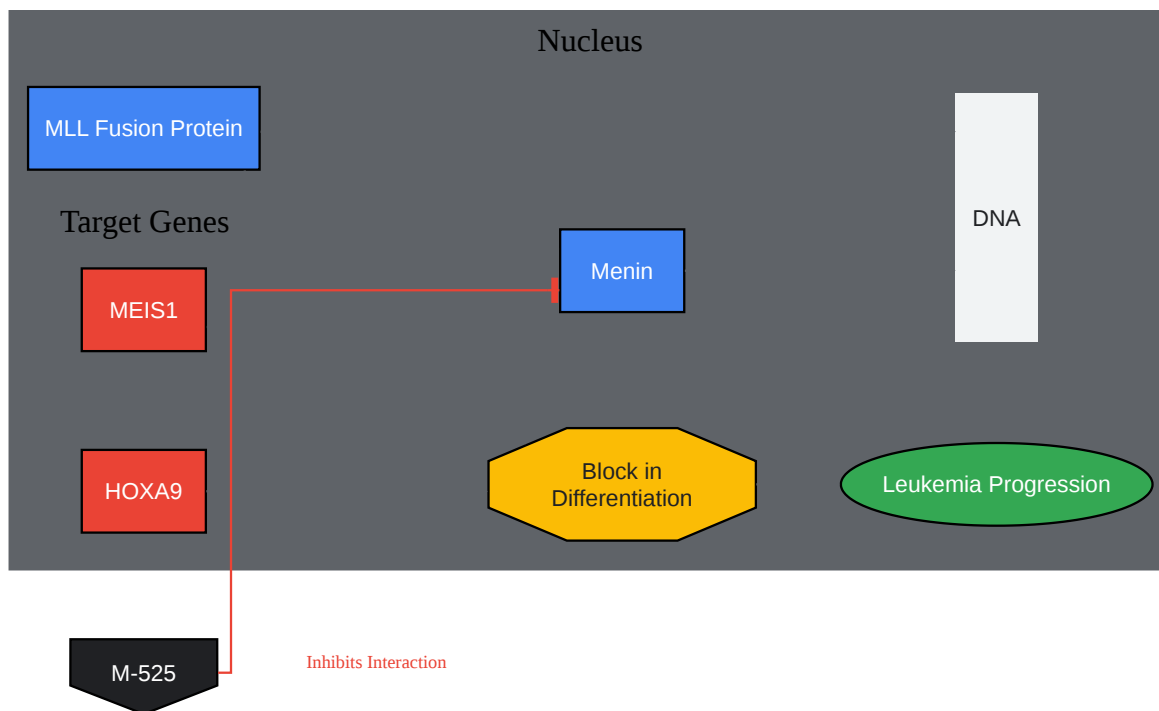 Nucleus
MLL Fusion Protein
Target Genes
DNA
Menin
MEIS1
HOXA9
Block in
Differentiation
Leukemia Progression
M-525
Inhibits Interaction